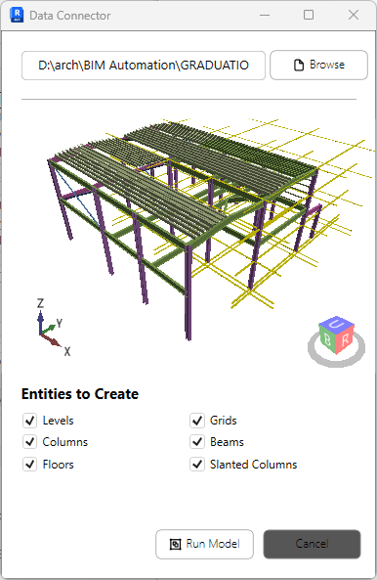 R
Data Connector
D:\arch\BIM Automation\GRADUATIO
Browse
Z
Y
X
U
B R
Entities to Create
Levels
Grids
Columns
Beams
Floors
Slanted Columns
Run Model
Cancel